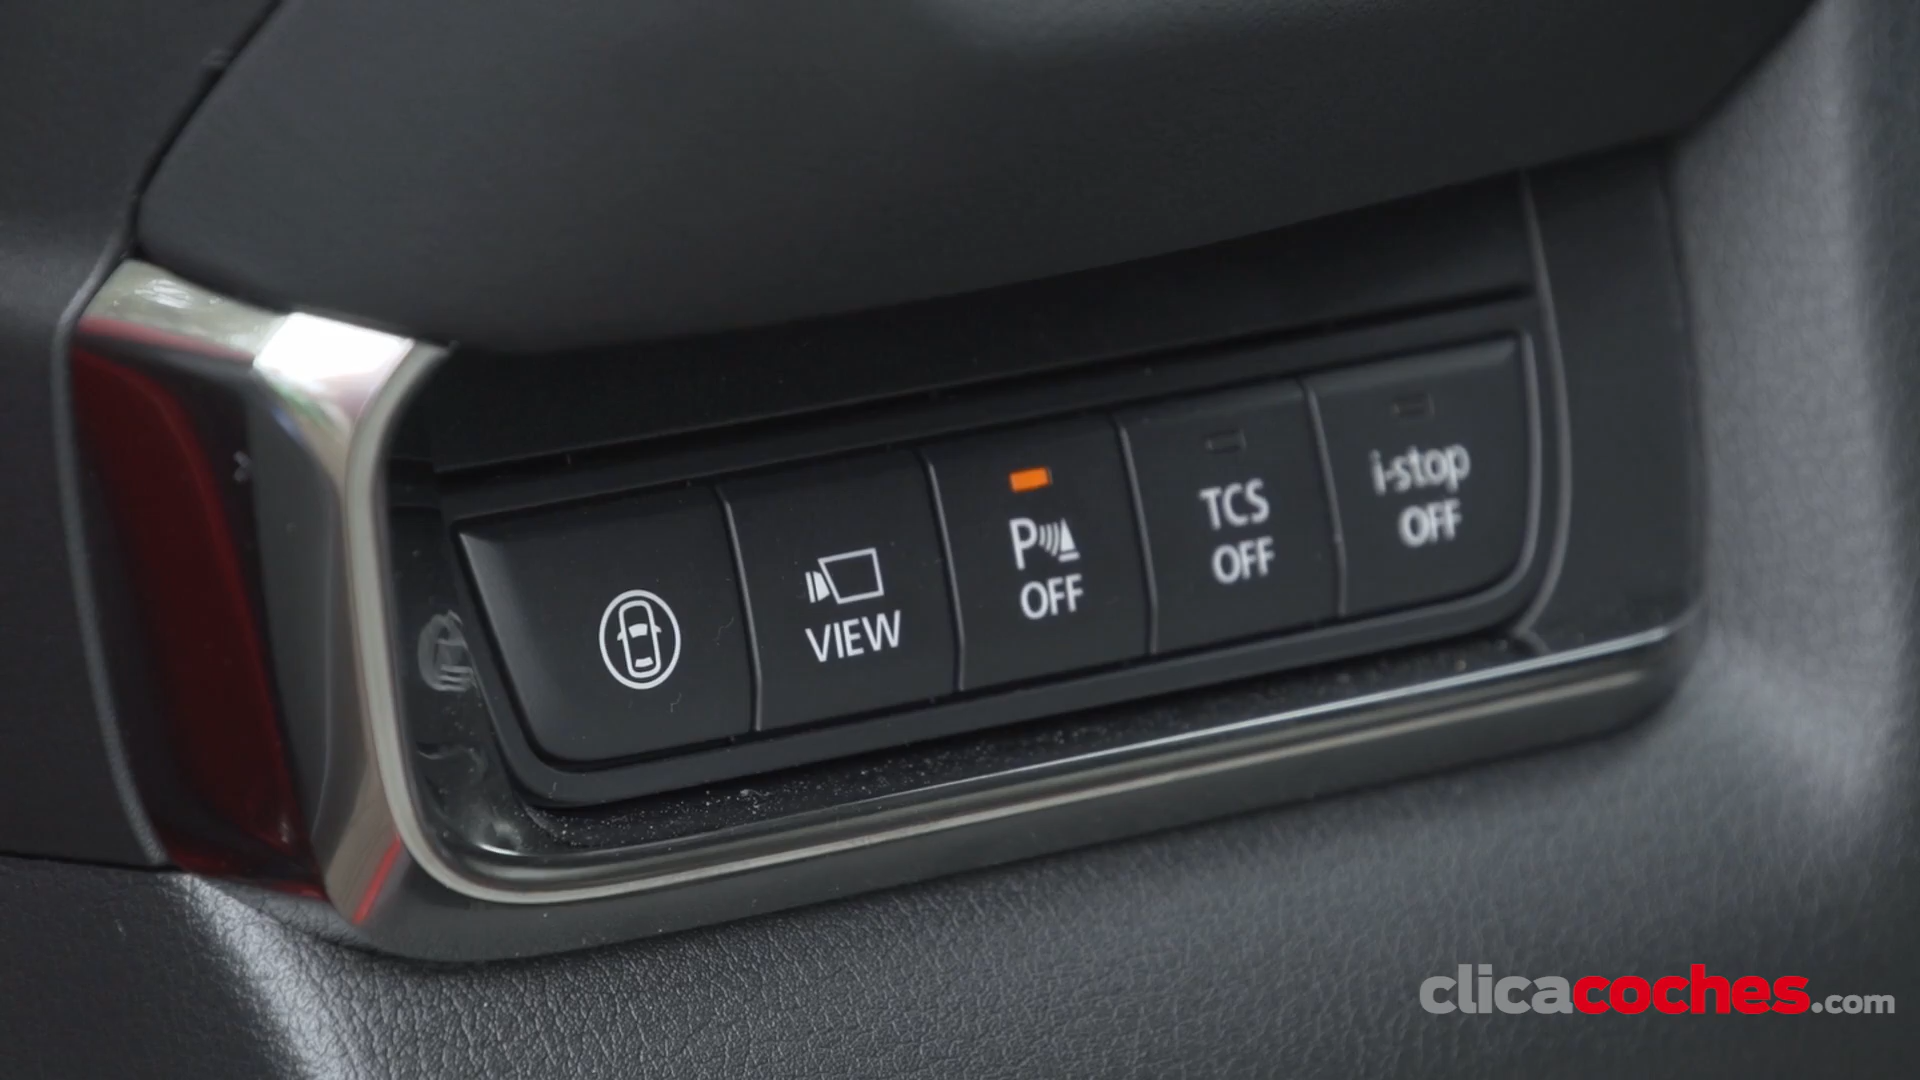 VIEW
P
OFF
TCS
OFF
i-stop
OFF
clicacoches.com